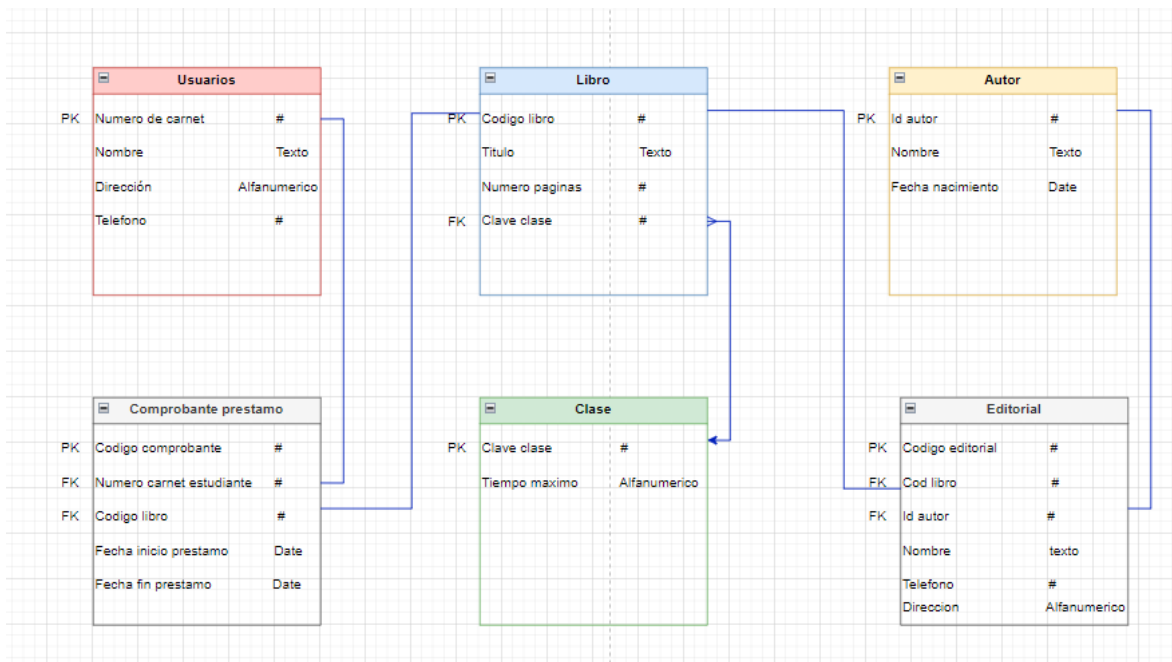 Usuarios
PK Numero de carnet #
Nombre Texto
Dirección Alfanumerico
Telefono #
Libro
PK Codigo libro #
Titulo Texto
Numero paginas #
FK Clave clase #
Autor
PK Id autor #
Nombre Texto
Fecha nacimiento Date
Comprobante prestamo
PK Codigo comprobante #
FK Numero carnet estudiante #
FK Codigo libro #
Fecha inicio prestamo Date
Fecha fin prestamo Date
Clase
PK Clave clase #
Tiempo maximo Alfanumerico
Editorial
PK Codigo editorial #
FK Cod libro #
FK Id autor #
Nombre texto
Telefono #
Direccion Alfanumerico